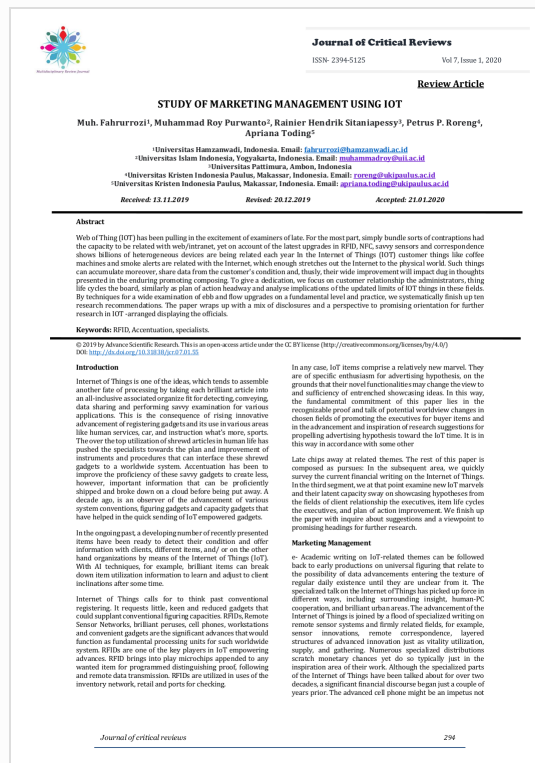 Multidisciplinary Review Journal
Journal of Critical Reviews
ISSN- 2394-5125 Vol 7, Issue 1, 2020
Review Article
STUDY OF MARKETING MANAGEMENT USING IOT
Muh. Fahrurrozi1, Muhammad Roy Purwanto2, Rainier Hendrik Sitaniapessy3, Petrus P. Roreng4,
Apriana Toding5
1Universitas Hamzanwadi, Indonesia. Email: fahrurrozi@hamzanwadi.ac.id
2Universitas Islam Indonesia, Yogyakarta, Indonesia. Email: muhammadroy@uii.ac.id
3Universitas Pattimura, Ambon, Indonesia
4Universitas Kristen Indonesia Paulus, Makassar, Indonesia. Email: roreng@ukipaulus.ac.id
5Universitas Kristen Indonesia Paulus, Makassar, Indonesia. Email: apriana.toding@ukipaulus.ac.id
Received: 13.11.2019 Revised: 20.12.2019 Accepted: 21.01.2020
Abstract
Web of Thing (IOT) has been pulling in the excitement of examiners of late. For the most part, simply bundle sorts of contraptions had
the capacity to be related with web/intranet, yet on account of the latest upgrades in RFID, NFC, savvy sensors and correspondence
shows billions of heterogeneous devices are being related each year In the Internet of Things (IOT) customer things like coffee
machines and smoke alerts are related with the Internet, which enough stretches out the Internet to the physical world. Such things
can accumulate moreover, share data from the customer's condition and, thusly, their wide improvement will impact dug in thoughts
presented in the enduring promoting compose. To give a dedication, we focus on customer relationship the administrators, thing
life cycles the board, similarly as plan of action headway and analyse implications of the updated limits of IOT things in these fields.
By techniques for a wide examination of ebb and flow upgrades on a fundamental level and practice, we systematically finish up ten
research recommendations. The paper wraps up with a mix of disclosures and a perspective to promising orientation for further
research in IOT -arranged displaying the officials.
Keywords: RFID, Accentuation, specialists.
© 2019 by Advance Scientific Research. This is an open-access article under the CC BY license (http://creativecommons.org/licenses/by/4.0/)
DOI: http://dx.doi.org/10.31838/jcr.07.01.55
Introduction
Internet of Things is one of the ideas, which tends to assemble
another fate of processing by taking each brilliant article into
an all-inclusive associated organize fit for detecting, conveying,
data sharing and performing savvy examination for various
applications. This is the consequence of rising innovative
advancement of registering gadgets and its use in various areas
like human services, car, and instruction what's more, sports.
The over the top utilization of shrewd articles in human life has
pushed the specialists towards the plan and improvement of
instruments and procedures that can interface these shrewd
gadgets to a worldwide system. Accentuation has been to
improve the proficiency of these savvy gadgets to create less,
however, important information that can be proficiently
shipped and broke down on a cloud before being put away. A
decade ago, is an observer of the advancement of various
system conventions, figuring gadgets and capacity gadgets that
have helped in the quick sending of IoT empowered gadgets.
In the ongoing past, a developing number of recently presented
items have been ready to detect their condition and offer
information with clients, different items, and/ or on the other
hand organizations by means of the Internet of Things (IoT).
With AI techniques, for example, brilliant items can break
down item utilization information to learn and adjust to client
inclinations after some time.
Internet of Things calls for to think past conventional
registering. It requests little, keen and reduced gadgets that
could supplant conventional figuring capacities. RFIDs, Remote
Sensor Networks, brilliant peruses, cell phones, workstations
and convenient gadgets are the significant advances that would
function as fundamental processing units for such worldwide
system. RFIDs are one of the key players in IoT empowering
advances. RFID brings into play microchips appended to any
wanted item for programmed distinguishing proof, following
and remote data transmission. RFIDs are utilized in uses of the
inventory network, retail and ports for checking.
In any case, IoT items comprise a relatively new marvel. They
are of specific enthusiasm for advertising hypothesis, on the
grounds that their novel functionalities may change the view to
and sufficiency of entrenched showcasing ideas. In this way,
the fundamental commitment of this paper lies in the
recognizable proof and talk of potential worldview changes in
chosen fields of promoting the executives for buyer items and
in the advancement and inspiration of research suggestions for
propelling advertising hypothesis toward the IoT time. It is in
this way in accordance with some other
Late chips away at related themes. The rest of this paper is
composed as pursues: In the subsequent area, we quickly
survey the current financial writing on the Internet of Things.
In the third segment, we at that point examine new IoT marvels
and their latent capacity sway on showcasing hypotheses from
the fields of client relationship the executives, item life cycles
the executives, and plan of action improvement. We finish up
the paper with inquire about suggestions and a viewpoint to
promising headings for further research.
Marketing Management
e- Academic writing on IoT-related themes can be followed
back to early productions on universal figuring that relate to
the possibility of data advancements entering the texture of
regular daily existence until they are unclear from it. The
specialized talk on the Internet of Things has picked up force in
different ways, including surrounding insight, human-PC
cooperation, and brilliant urban areas. The advancement of the
Internet of Things is joined by a flood of specialized writing on
remote sensor systems and firmly related fields, for example,
sensor innovations, remote correspondence, layered
structures of advanced innovation just as vitality utilization,
supply, and gathering. Numerous specialized distributions
scratch monetary chances yet do so typically just in the
inspiration area of their work. Although the specialized parts
of the Internet of Things have been talked about for over two
decades, a significant financial discourse began just a couple of
years prior. The advanced cell phone might be an impetus not
Journal of critical reviews 294